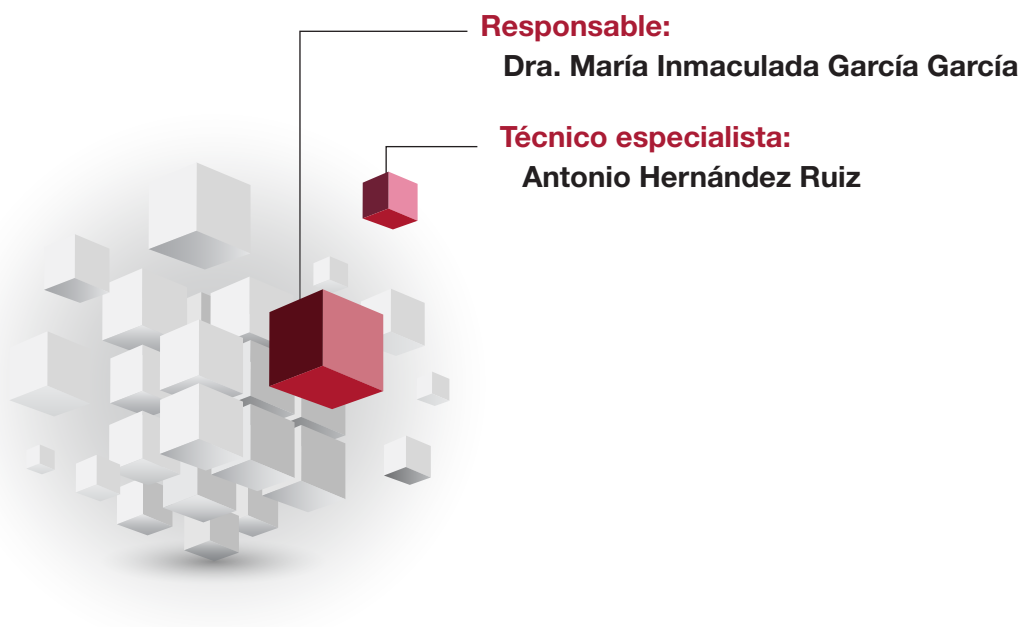 Responsable:
Dra. María Inmaculada García García
Técnico especialista:
Antonio Hernández Ruiz